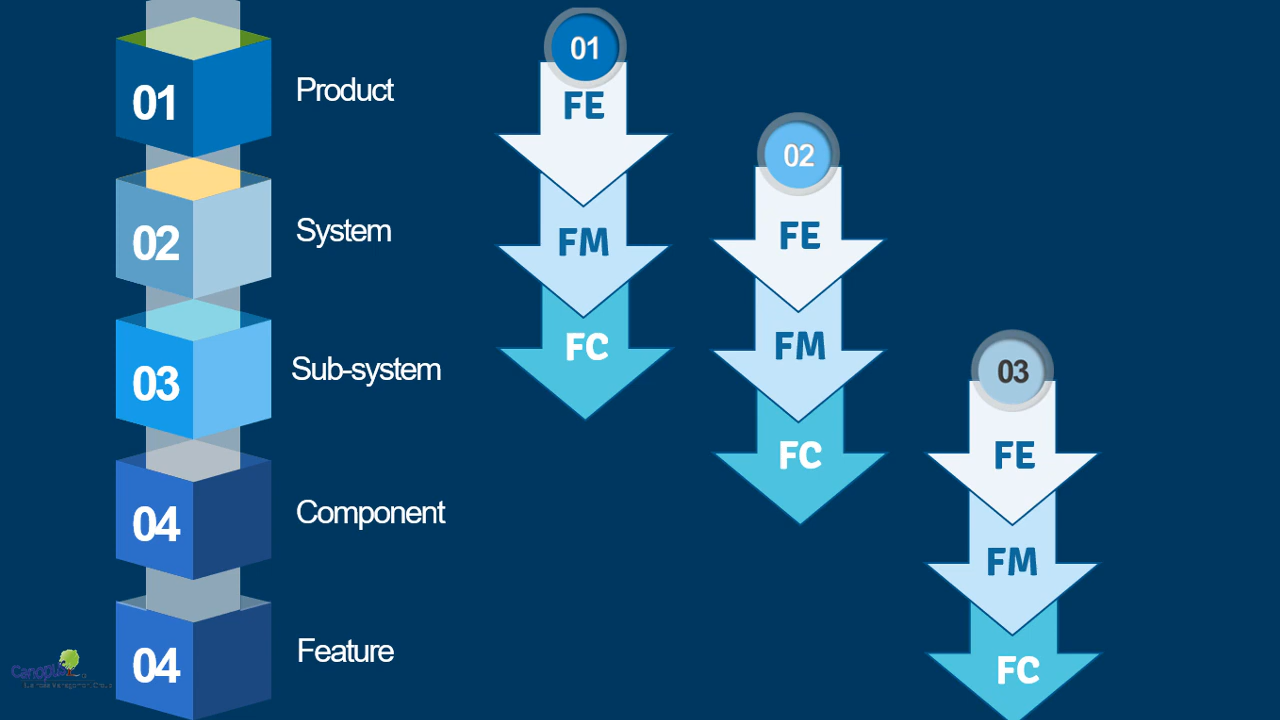 01
Product
02
System
03
Sub-system
04
Component
04
Feature
01
FE
FM
FC
02
FE
FM
FC
03
FE
FM
FC
Canopus